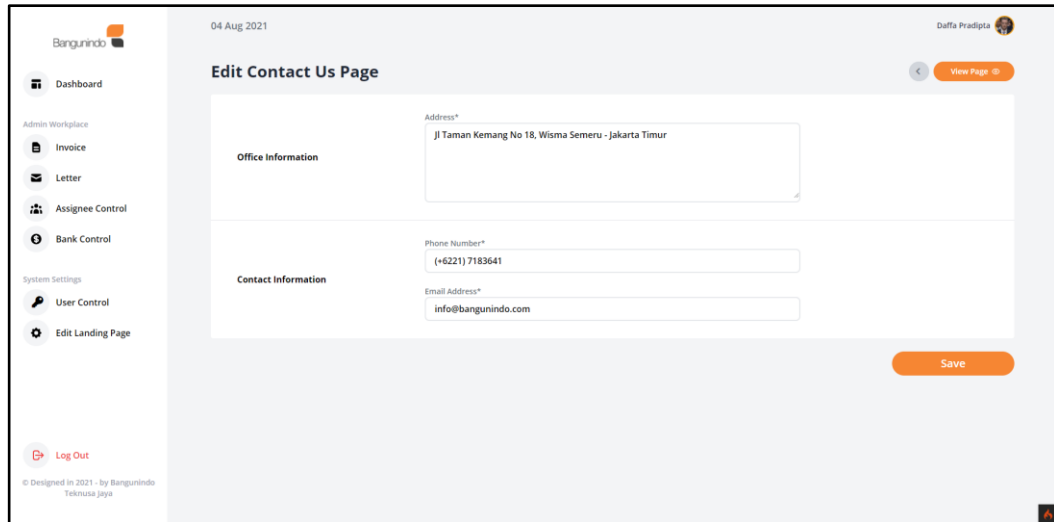 Bangunindo
Dashboard
Admin Workplace
Invoice
Letter
Assignee Control
Bank Control
System Settings
User Control
Edit Landing Page
Log Out
© Designed in 2021 - by Bangunindo
Teknusa Jaya
04 Aug 2021
Daffa Pradipta
Edit Contact Us Page
View Page
Office Information
Address*
Jl Taman Kemang No 18, Wisma Semeru - Jakarta Timur
Contact Information
Phone Number*
(+6221) 7183641
Email Address*
info@bangunindo.com
Save